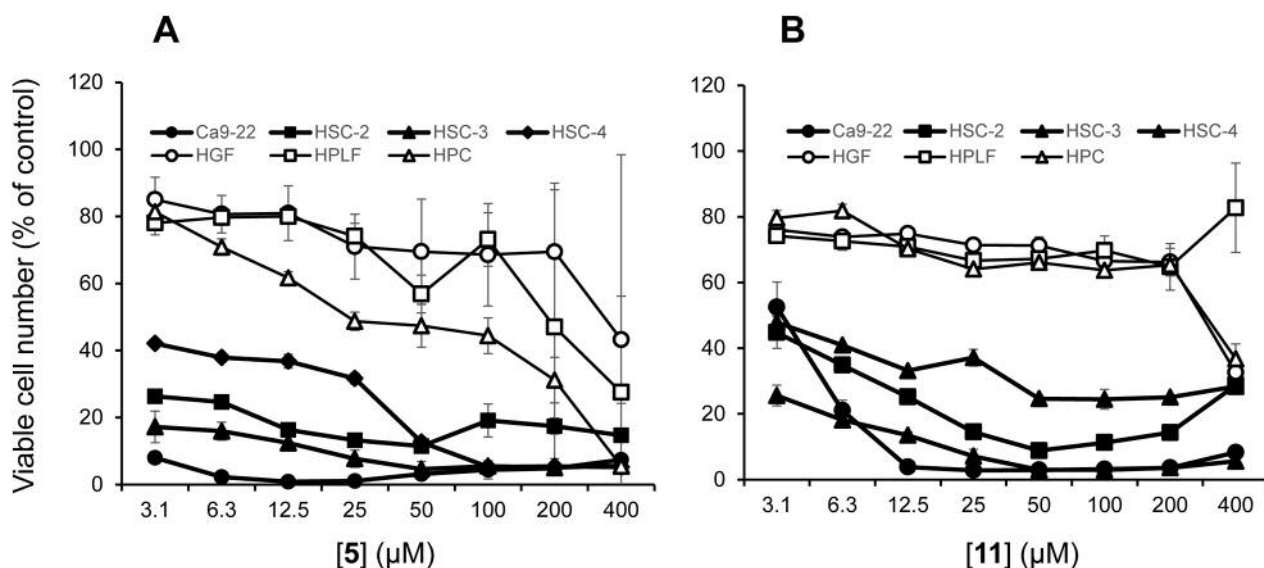 A
B
Viable cell number (% of control)
120
100
80
60
40
20
0
Ca9-22 HSC-2 HSC-3 HSC-4
HGF HPLF HPC
3.1 6.3 12.5 25 50 100 200 400
[5] (µM)
120
100
80
60
40
20
0
Ca9-22 HSC-2 HSC-3 HSC-4
HGF HPLF HPC
3.1 6.3 12.5 25 50 100 200 400
[11] (µM)